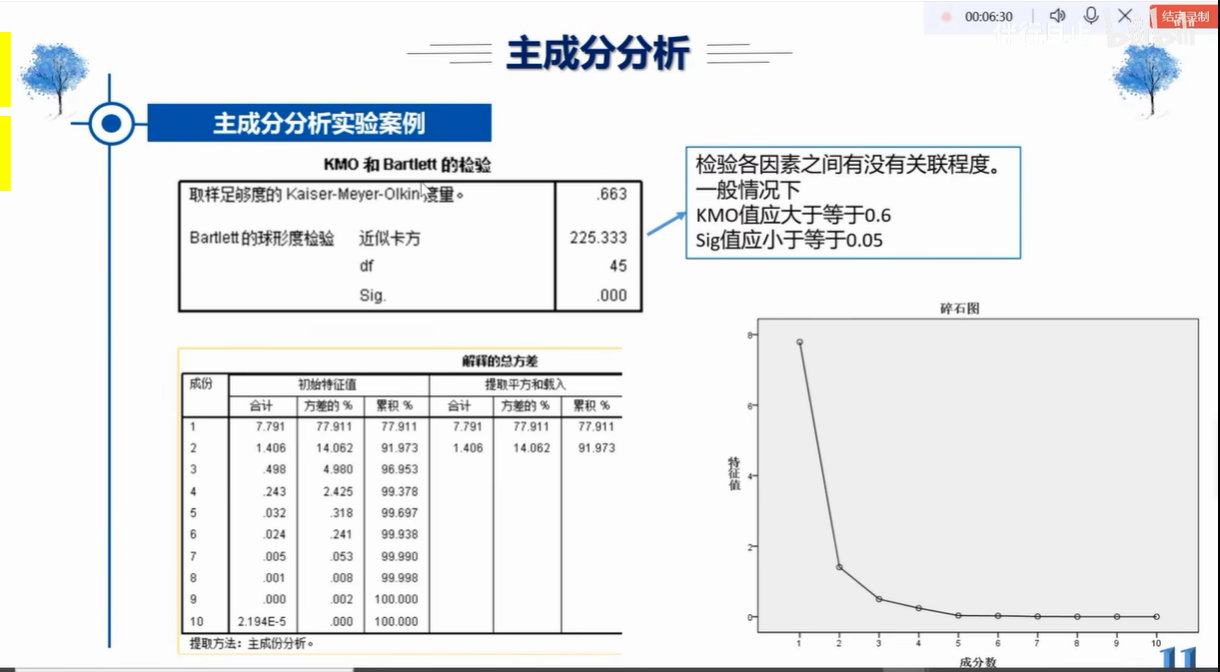 00:06:30
结束录制
主成分分析
主成分分析实验案例
KMO 和 Bartlett 的检验
取样足够度的 Kaiser-Meyer-Olkin 度量。 .663
Bartlett 的球形度检验 近似卡方 225.333
df 45
Sig. .000
检验各因素之间有没有关联程度。
一般情况下
KMO值应大于等于0.6
Sig值应小于等于0.05
解释的总方差
成份 初始特征值 提取平方和载入
合计 方差的 % 累积 % 合计 方差的 % 累积 %
1 7.791 77.911 77.911 7.791 77.911 77.911
2 1.406 14.062 91.973 1.406 14.062 91.973
3 .498 4.980 96.953
4 .243 2.425 99.378
5 .032 .318 99.697
6 .024 .241 99.938
7 .005 .053 99.990
8 .001 .008 99.998
9 .000 .002 100.000
10 2.194E-5 .000 100.000
提取方法：主成份分析。
碎石图
特征值
8
6
4
2
0
1 2 3 4 5 6 7 8 9 10
成分数
11